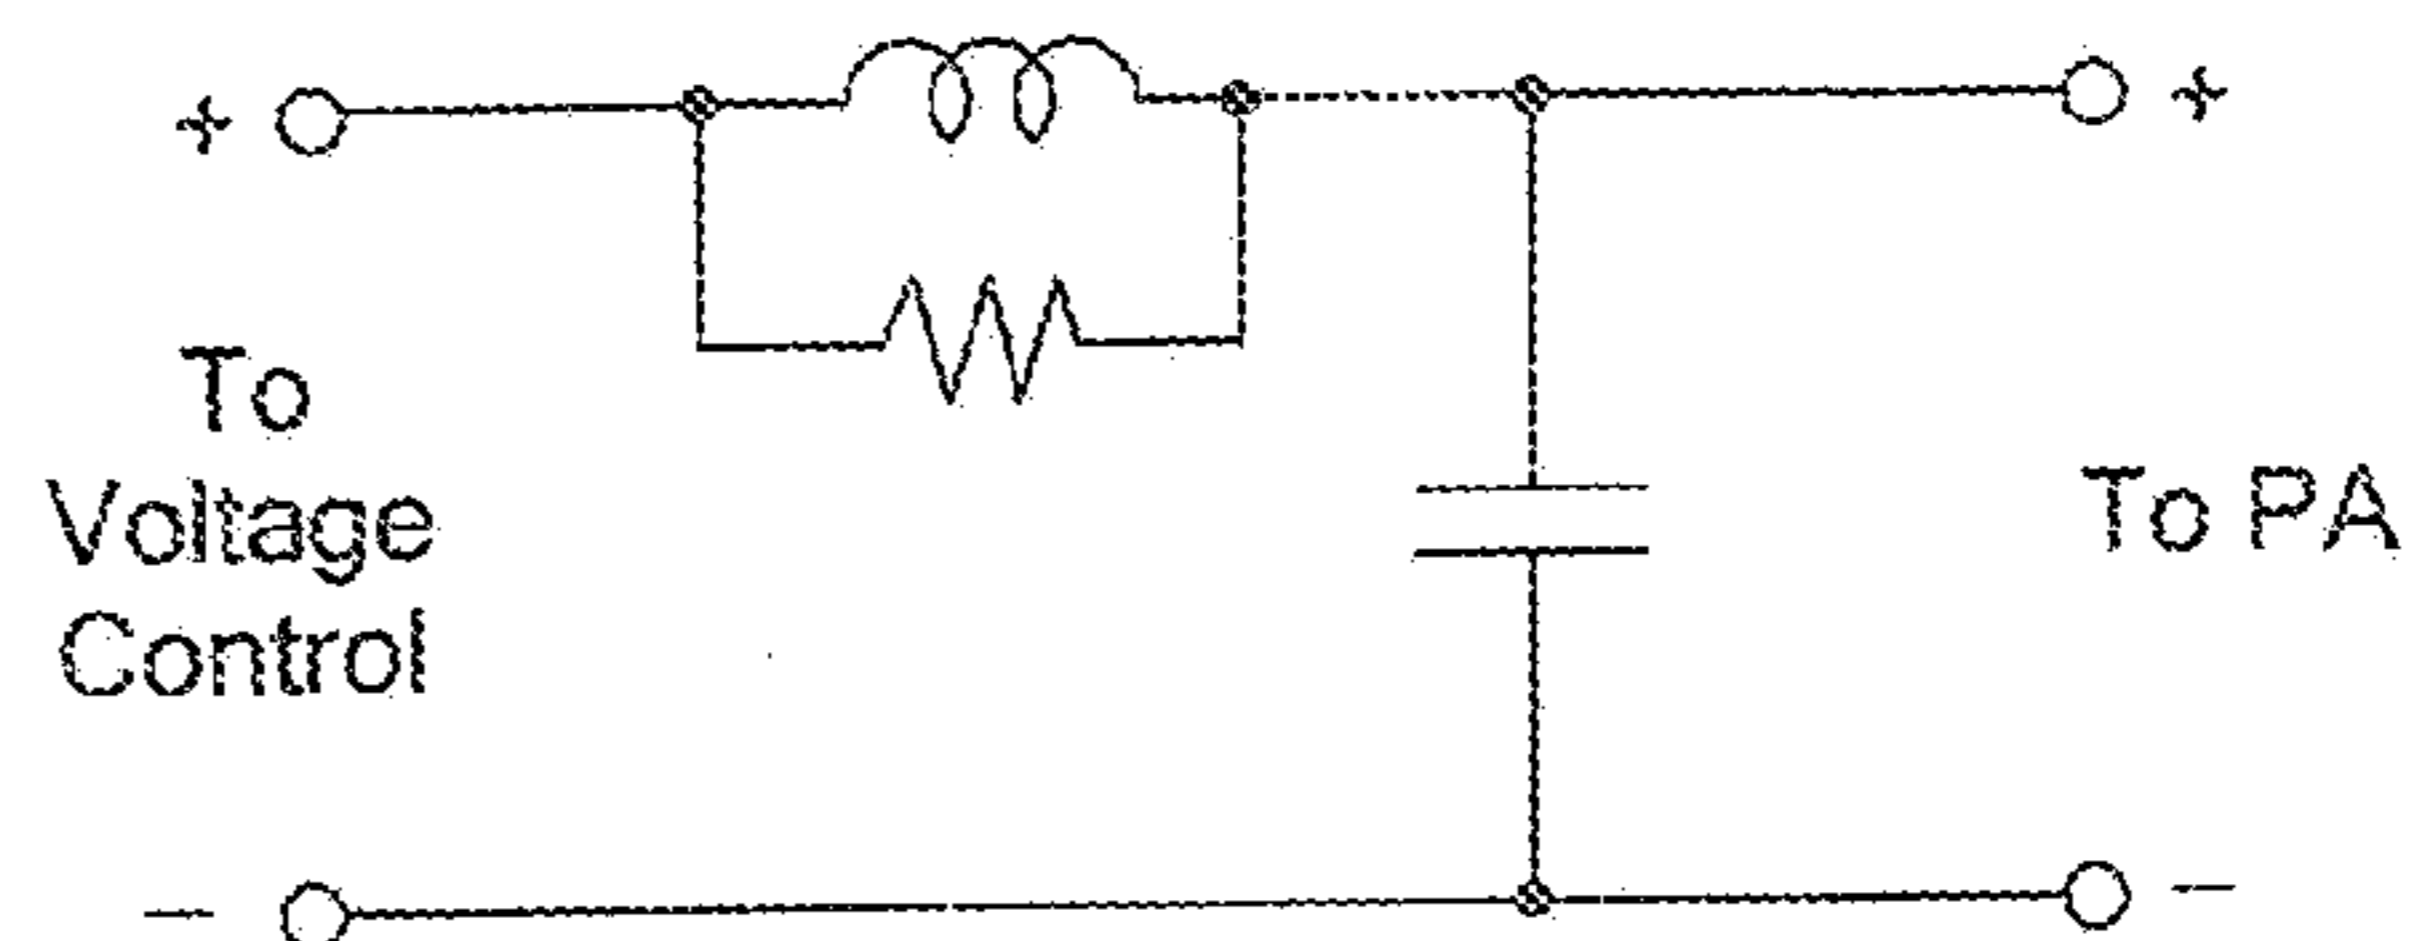 +
+
To
Voltage
Control
To PA
−
−